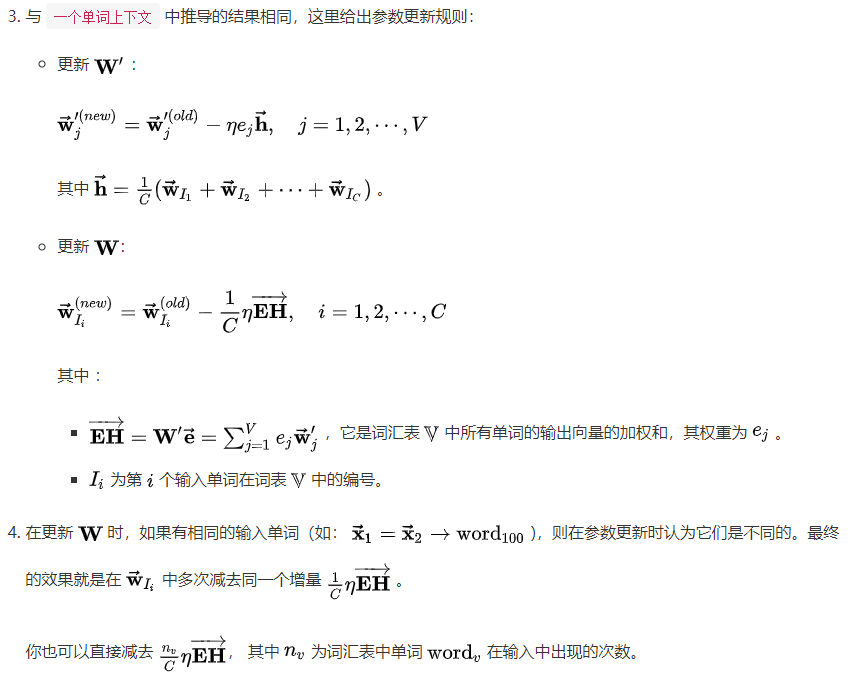 3. 与 一个单词上下文 中推导的结果相同，这里给出参数更新规则：
○ 更新 $\mathbf{W}'$ ：
$\vec{\mathbf{w}}_j^{\prime(new)} = \vec{\mathbf{w}}_j^{\prime(old)} - \eta e_j \vec{\mathbf{h}}, \quad j = 1, 2, \cdots, V$
其中 $\vec{\mathbf{h}} = \frac{1}{C}(\vec{\mathbf{w}}_{I_1} + \vec{\mathbf{w}}_{I_2} + \cdots + \vec{\mathbf{w}}_{I_C})$ 。
○ 更新 $\mathbf{W}$：
$\vec{\mathbf{w}}_{I_i}^{(new)} = \vec{\mathbf{w}}_{I_i}^{(old)} - \frac{1}{C} \eta \overrightarrow{\mathbf{EH}}, \quad i = 1, 2, \cdots, C$
其中 ：
■ $\overrightarrow{\mathbf{EH}} = \mathbf{W}'\vec{\mathbf{e}} = \sum_{j=1}^{V} e_j \vec{\mathbf{w}}_j'$ ，它是词汇表 $\mathbb{V}$ 中所有单词的输出向量的加权和，其权重为 $e_j$ 。
■ $I_i$ 为第 $i$ 个输入单词在词表 $\mathbb{V}$ 中的编号。
4. 在更新 $\mathbf{W}$ 时，如果有相同的输入单词（如： $\vec{\mathbf{x}}_1 = \vec{\mathbf{x}}_2 \to \text{word}_{100}$ ），则在参数更新时认为它们是不同的。最终
的效果就是在 $\vec{\mathbf{w}}_{I_i}$ 中多次减去同一个增量 $\frac{1}{C} \eta \overrightarrow{\mathbf{EH}}$ 。
你也可以直接减去 $\frac{n_v}{C} \eta \overrightarrow{\mathbf{EH}}$， 其中 $n_v$ 为词汇表中单词 $\text{word}_v$ 在输入中出现的次数。